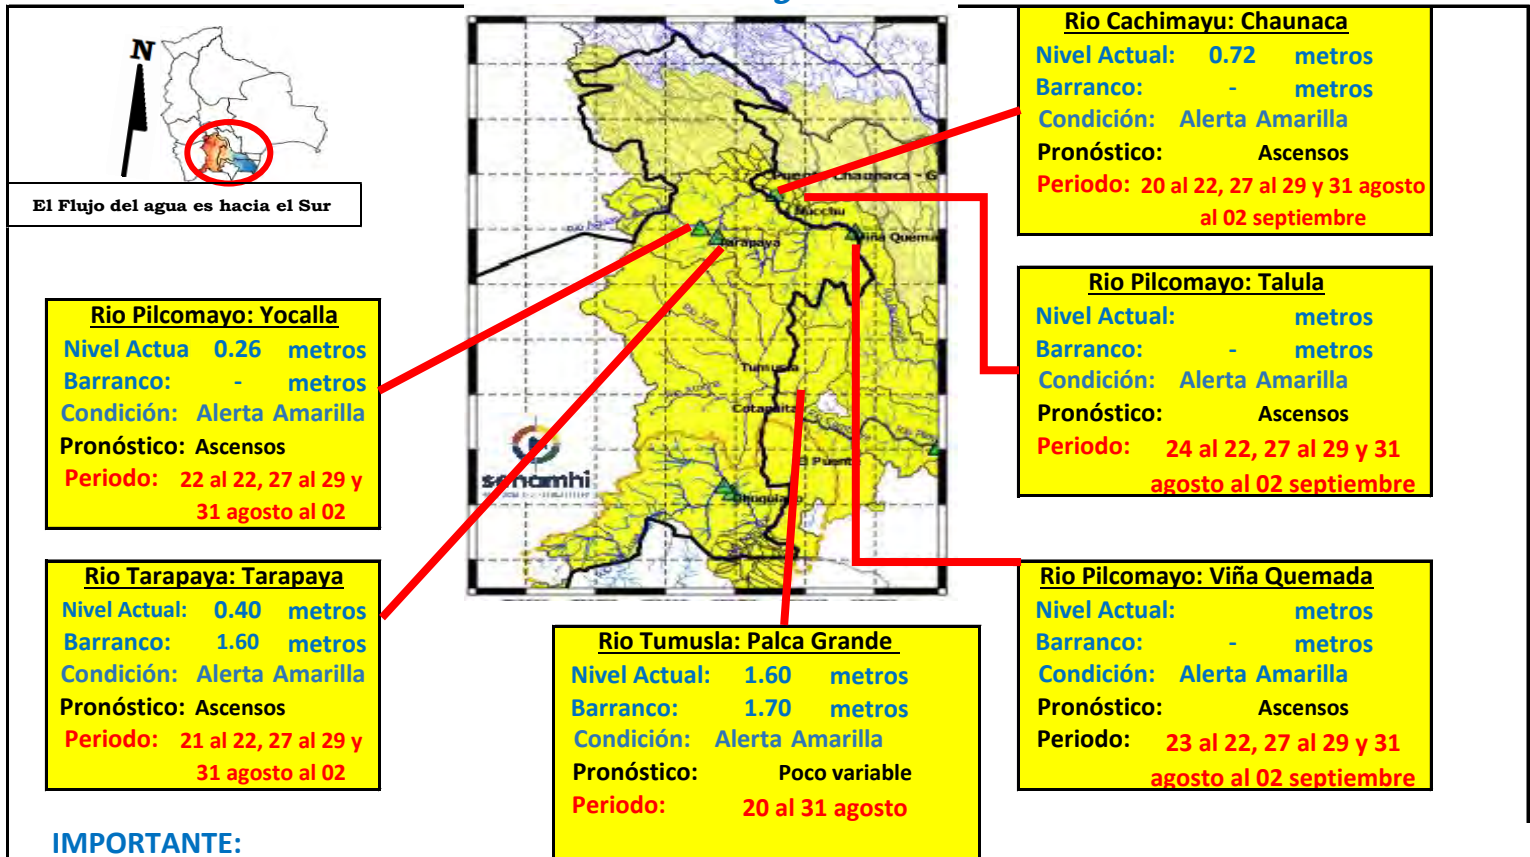 N
El Flujo del agua es hacia el Sur
Rio Cachimayu: Chaunaca
Nivel Actual: 0.72 metros
Barranco: - metros
Condición: Alerta Amarilla
Pronóstico: Ascensos
Periodo: 20 al 22, 27 al 29 y 31 agosto
al 02 septiembre
Rio Pilcomayo: Talula
Nivel Actual: metros
Barranco: - metros
Condición: Alerta Amarilla
Pronóstico: Ascensos
Periodo: 24 al 22, 27 al 29 y 31
agosto al 02 septiembre
Rio Pilcomayo: Yocalla
Nivel Actua 0.26 metros
Barranco: - metros
Condición: Alerta Amarilla
Pronóstico: Ascensos
Periodo: 22 al 22, 27 al 29 y
31 agosto al 02
Rio Tarapaya: Tarapaya
Nivel Actual: 0.40 metros
Barranco: 1.60 metros
Condición: Alerta Amarilla
Pronóstico: Ascensos
Periodo: 21 al 22, 27 al 29 y
31 agosto al 02
Puente Chaunaca - G
Tarapaya
Viña Quema
Tumusla
Cotagaita
El Puente
senamhi
Rio Tumusla: Palca Grande
Nivel Actual: 1.60 metros
Barranco: 1.70 metros
Condición: Alerta Amarilla
Pronóstico: Poco variable
Periodo: 20 al 31 agosto
Rio Pilcomayo: Viña Quemada
Nivel Actual: metros
Barranco: - metros
Condición: Alerta Amarilla
Pronóstico: Ascensos
Periodo: 23 al 22, 27 al 29 y 31
agosto al 02 septiembre
IMPORTANTE: